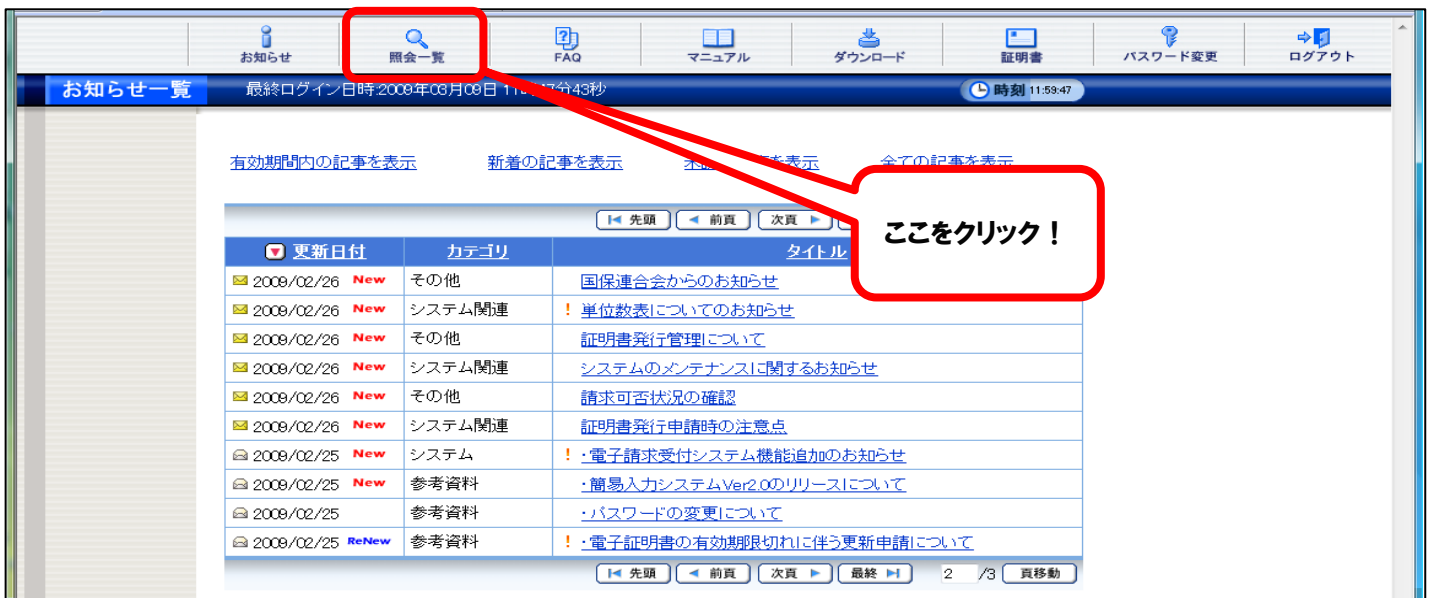 お知らせ 照会一覧 FAQ マニュアル ダウンロード 証明書 パスワード変更 ログアウト
お知らせ一覧 最終ログイン日時:2009年03月09日 11時 7分43秒 時刻 11:59:47
有効期間内の記事を表示 新着の記事を表示 を表示 全ての記事を表示
先頭 前頁 次頁
ここをクリック！
更新日付 カテゴリ タイトル
2009/02/26 New その他 国保連合会からのお知らせ
2009/02/26 New システム関連 ! 単位数表についてのお知らせ
2009/02/26 New その他 証明書発行管理について
2009/02/26 New システム関連 システムのメンテナンスに関するお知らせ
2009/02/26 New その他 請求可否状況の確認
2009/02/26 New システム関連 証明書発行申請時の注意点
2009/02/25 New システム ! ・電子請求受付システム機能追加のお知らせ
2009/02/25 New 参考資料 ・簡易入力システムVer2.0のリリースについて
2009/02/25 参考資料 ・パスワードの変更について
2009/02/25 ReNew 参考資料 ! ・電子証明書の有効期限切れに伴う更新申請について
先頭 前頁 次頁 最終 2 /3 頁移動